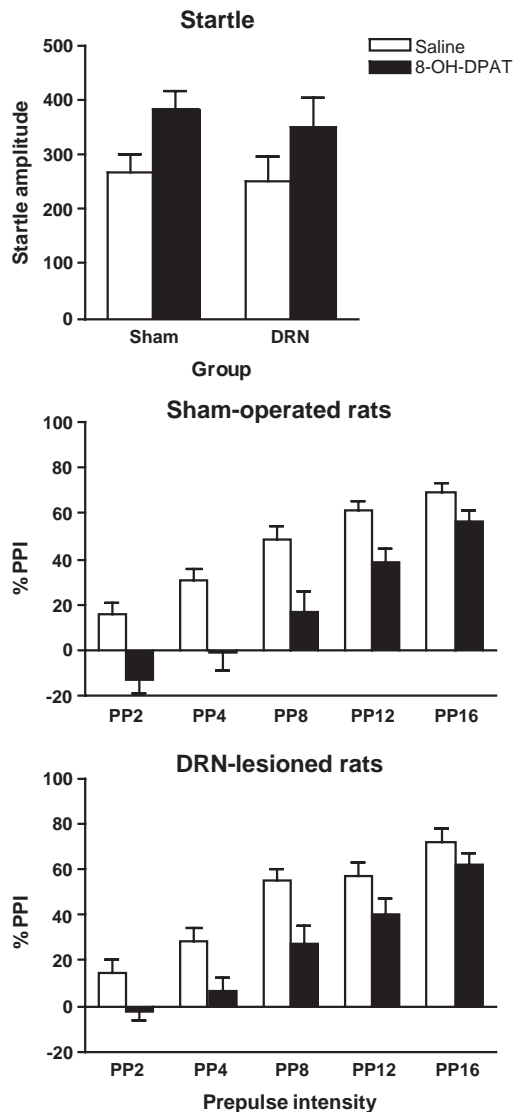 Startle
Saline
8-OH-DPAT
500
400
300
200
100
0
Startle amplitude
Sham DRN
Group
Sham-operated rats
100
80
60
40
20
0
-20
% PPI
PP2 PP4 PP8 PP12 PP16
DRN-lesioned rats
100
80
60
40
20
0
-20
% PPI
PP2 PP4 PP8 PP12 PP16
Prepulse intensity